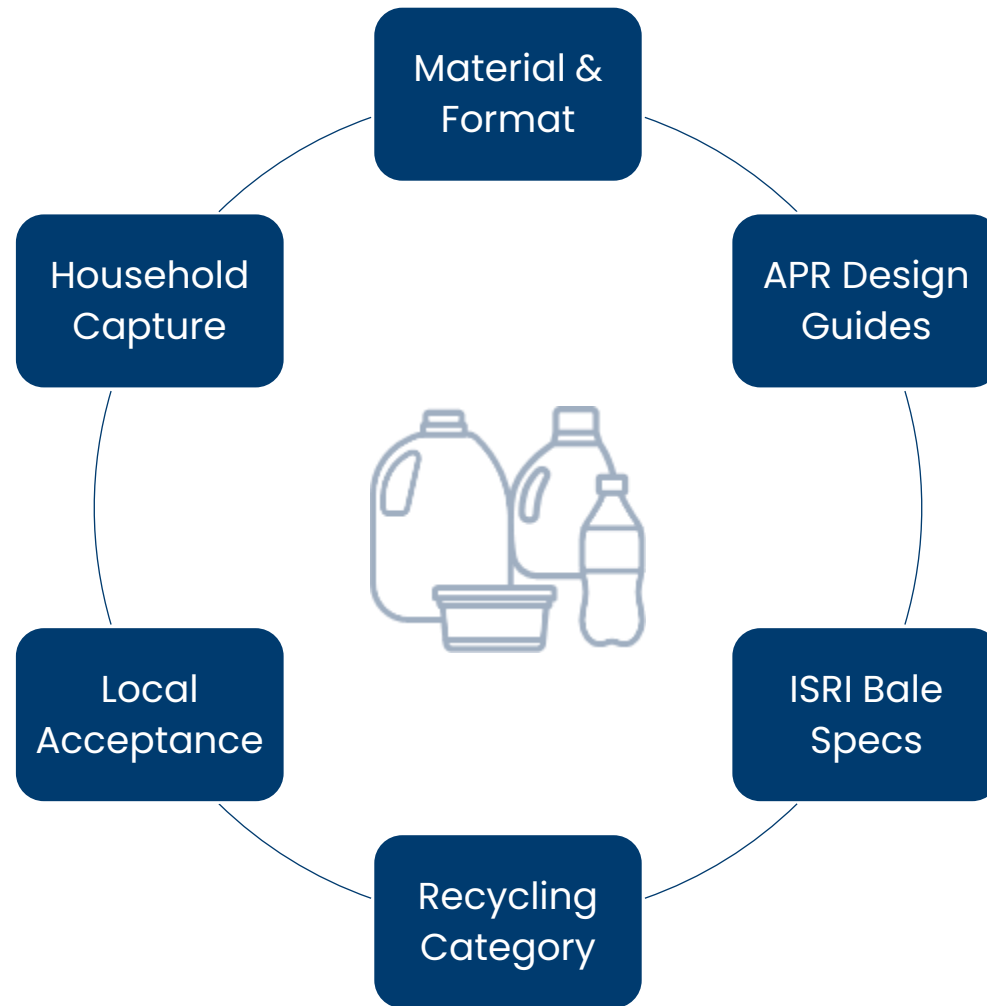 Material &
Format
Household
Capture
APR Design
Guides
Local
Acceptance
ISRI Bale
Specs
Recycling
Category